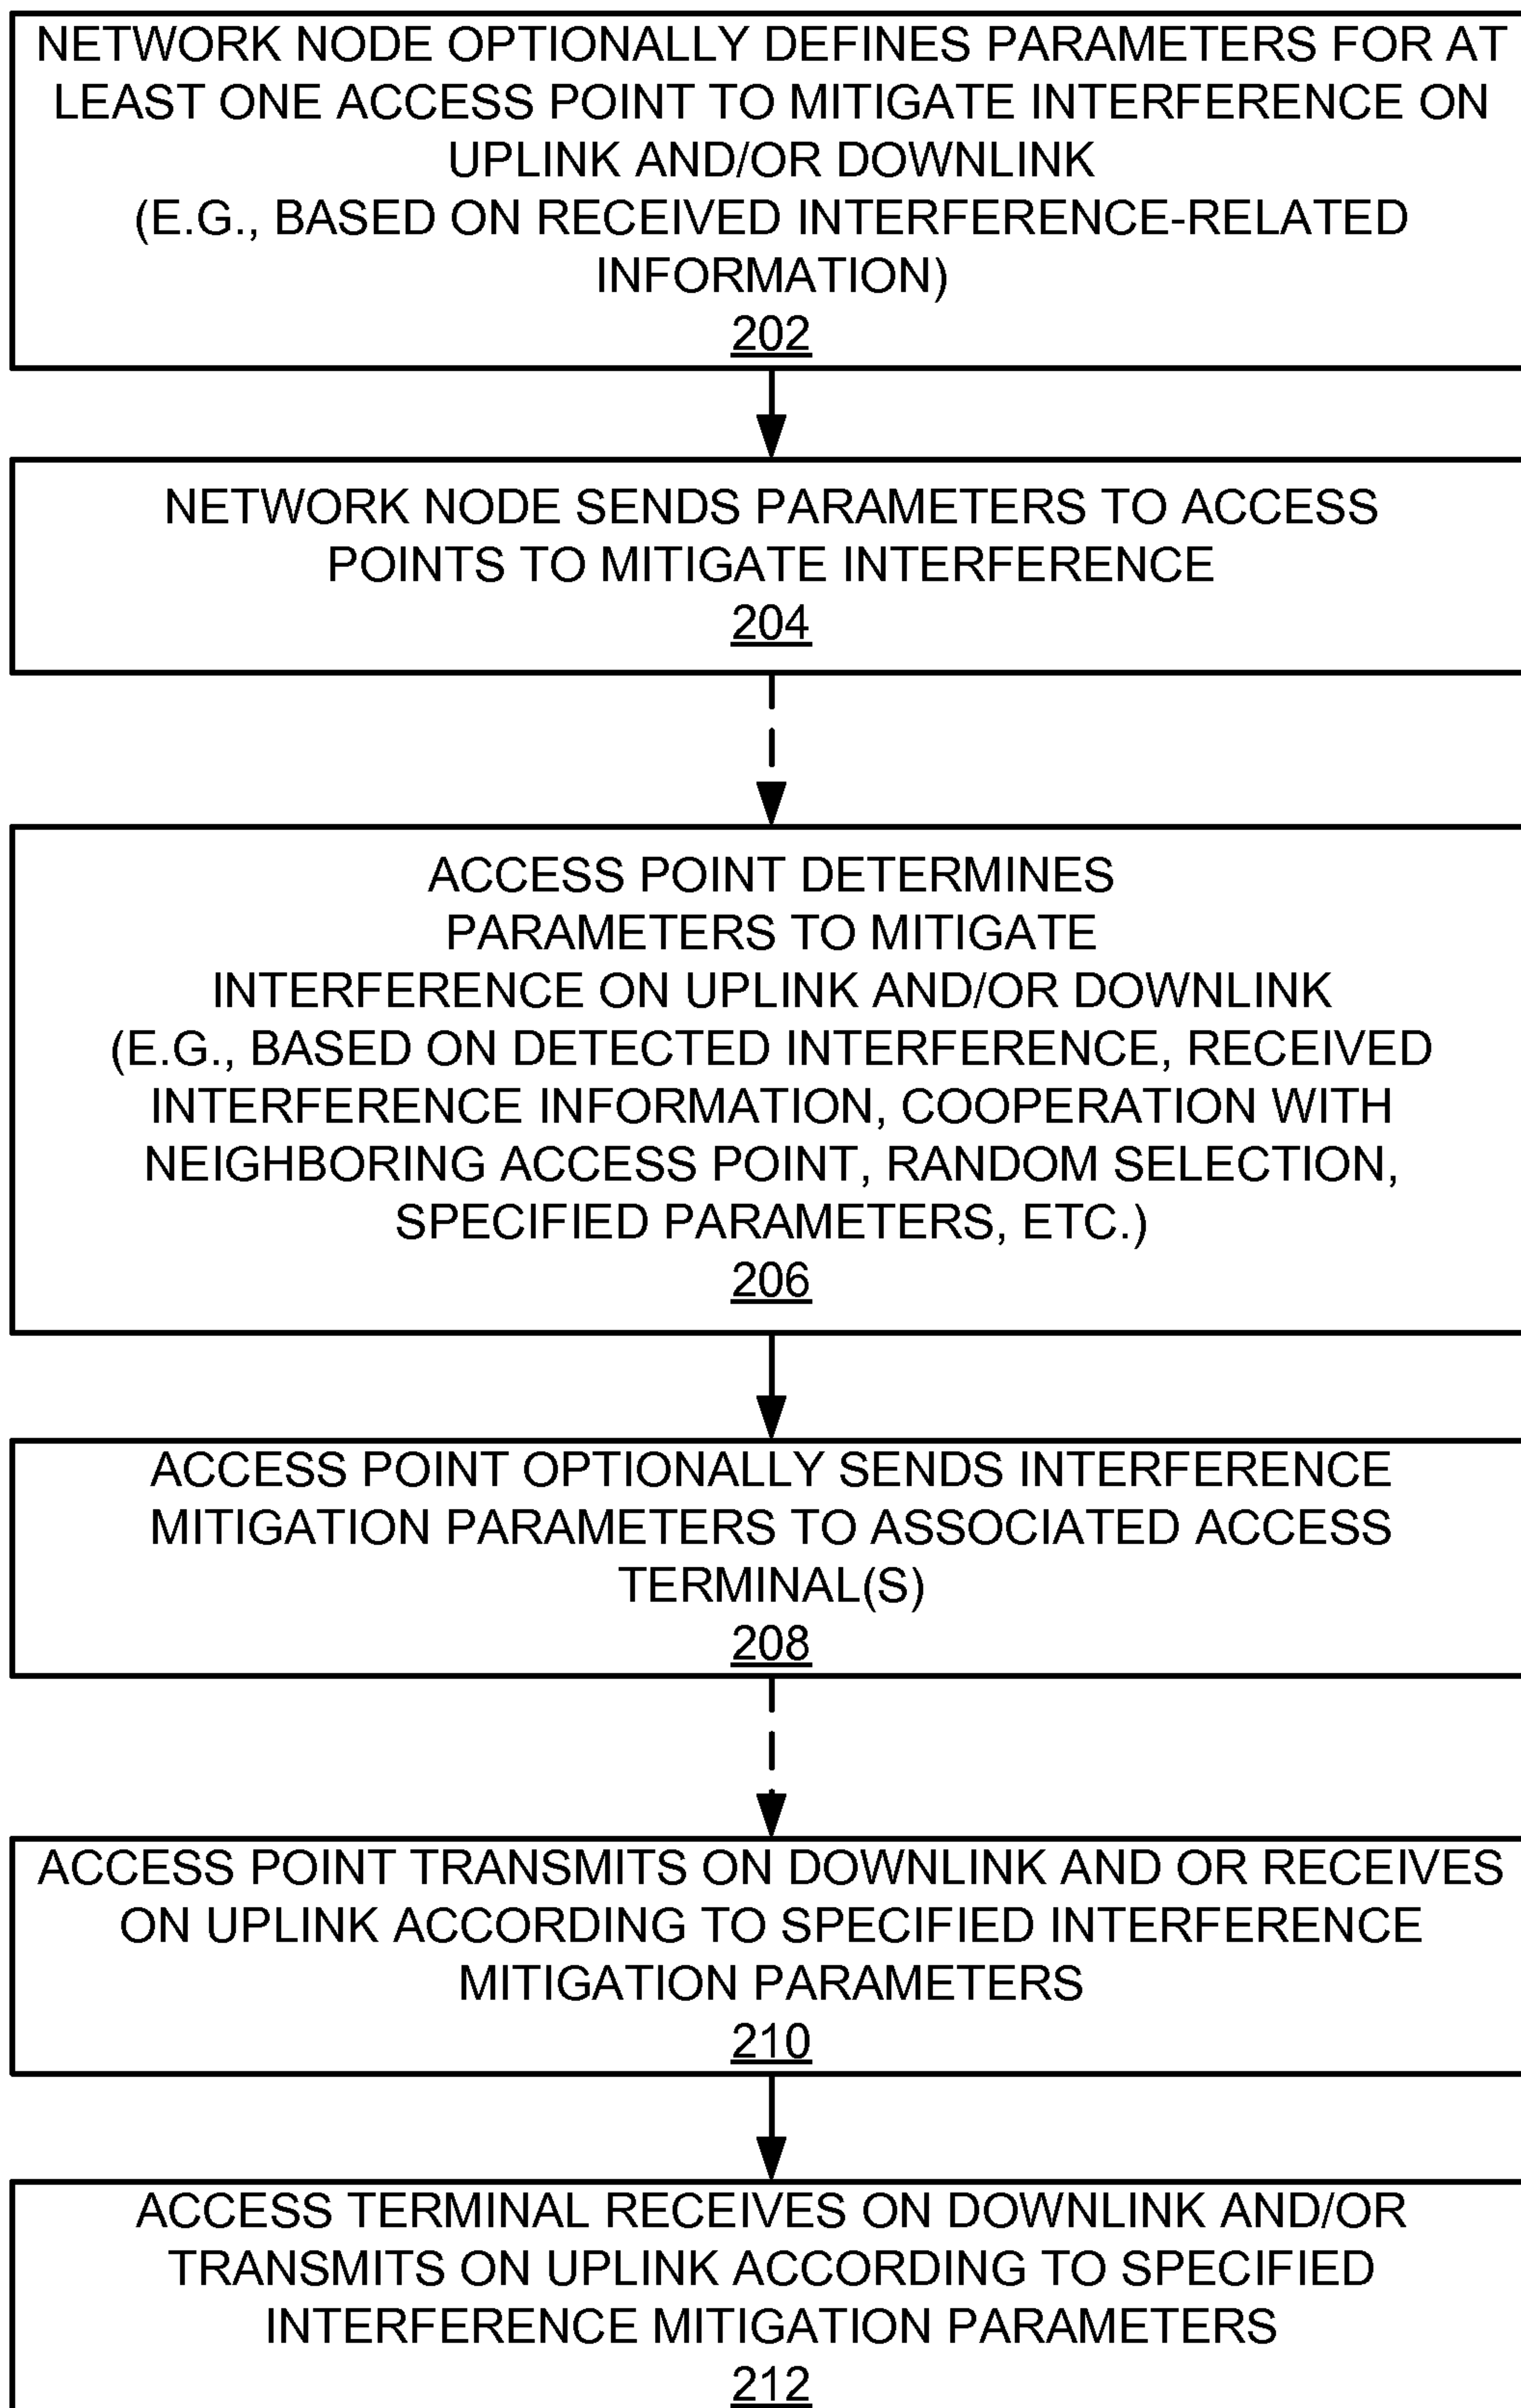 NETWORK NODE OPTIONALLY DEFINES PARAMETERS FOR AT
LEAST ONE ACCESS POINT TO MITIGATE INTERFERENCE ON
UPLINK AND/OR DOWNLINK
(E.G., BASED ON RECEIVED INTERFERENCE-RELATED
INFORMATION)
202
NETWORK NODE SENDS PARAMETERS TO ACCESS
POINTS TO MITIGATE INTERFERENCE
204
ACCESS POINT DETERMINES
PARAMETERS TO MITIGATE
INTERFERENCE ON UPLINK AND/OR DOWNLINK
(E.G., BASED ON DETECTED INTERFERENCE, RECEIVED
INTERFERENCE INFORMATION, COOPERATION WITH
NEIGHBORING ACCESS POINT, RANDOM SELECTION,
SPECIFIED PARAMETERS, ETC.)
206
ACCESS POINT OPTIONALLY SENDS INTERFERENCE
MITIGATION PARAMETERS TO ASSOCIATED ACCESS
TERMINAL(S)
208
ACCESS POINT TRANSMITS ON DOWNLINK AND OR RECEIVES
ON UPLINK ACCORDING TO SPECIFIED INTERFERENCE
MITIGATION PARAMETERS
210
ACCESS TERMINAL RECEIVES ON DOWNLINK AND/OR
TRANSMITS ON UPLINK ACCORDING TO SPECIFIED
INTERFERENCE MITIGATION PARAMETERS
212